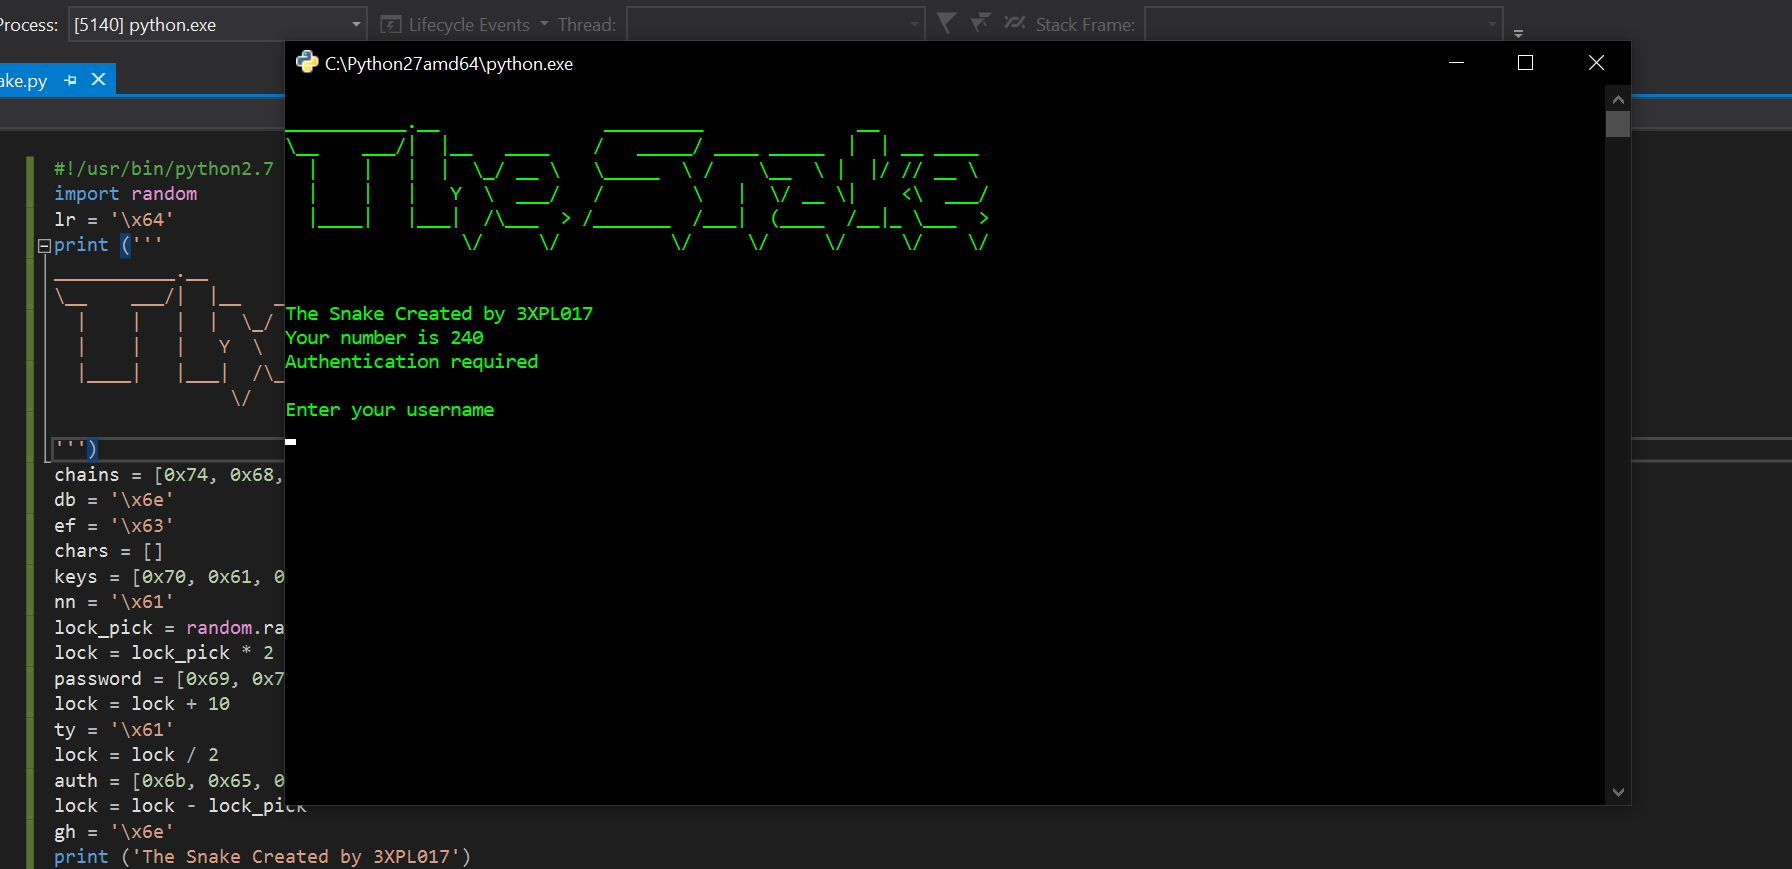 Process: [5140] python.exe Lifecycle Events Thread: Stack Frame:
ake.py
C:\Python27amd64\python.exe
The Snake
The Snake Created by 3XPL017
Your number is 240
Authentication required
Enter your username
#!/usr/bin/python2.7
import random
lr = '\x64'
print ('''
''')
chains = [0x74, 0x68,
db = '\x6e'
ef = '\x63'
chars = []
keys = [0x70, 0x61, 0
nn = '\x61'
lock_pick = random.ra
lock = lock_pick * 2
password = [0x69, 0x7
lock = lock + 10
ty = '\x61'
lock = lock / 2
auth = [0x6b, 0x65, 0
lock = lock - lock_pick
gh = '\x6e'
print ('The Snake Created by 3XPL017')